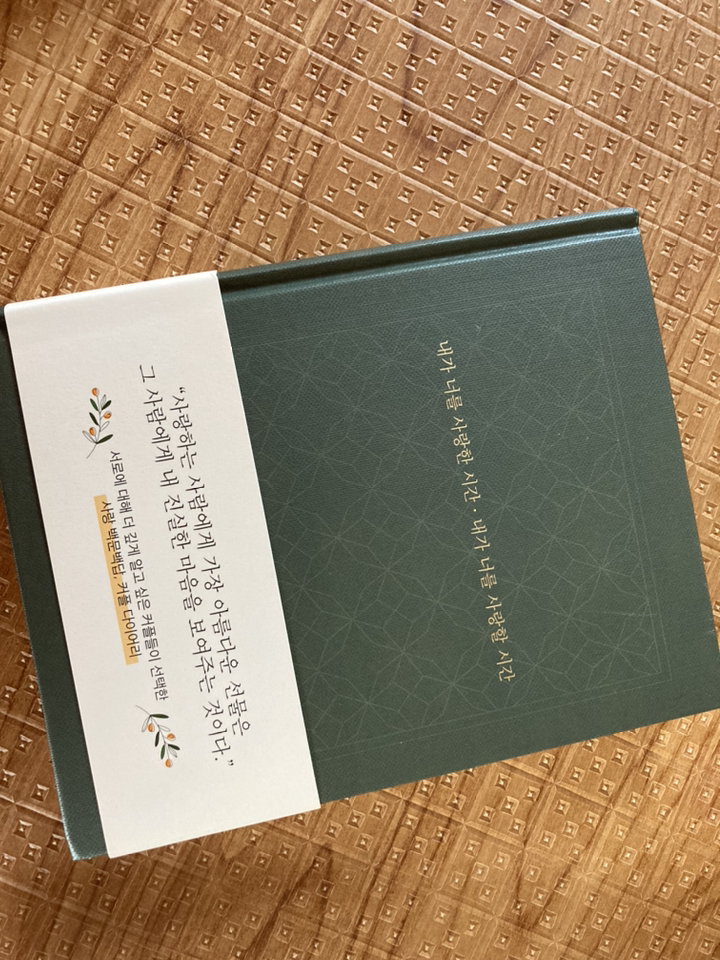 내가 너를 사랑한 시간 · 내가 너를 사랑할 시간
“사랑하는 사람에게 가장 아름다운 선물은
그 사람에게 내 진실한 마음을 보여주는 것이다.”
서로에 대해 더 깊게 알고 싶은 커플들이 선택한
사랑 백문백답, 커플 다이어리